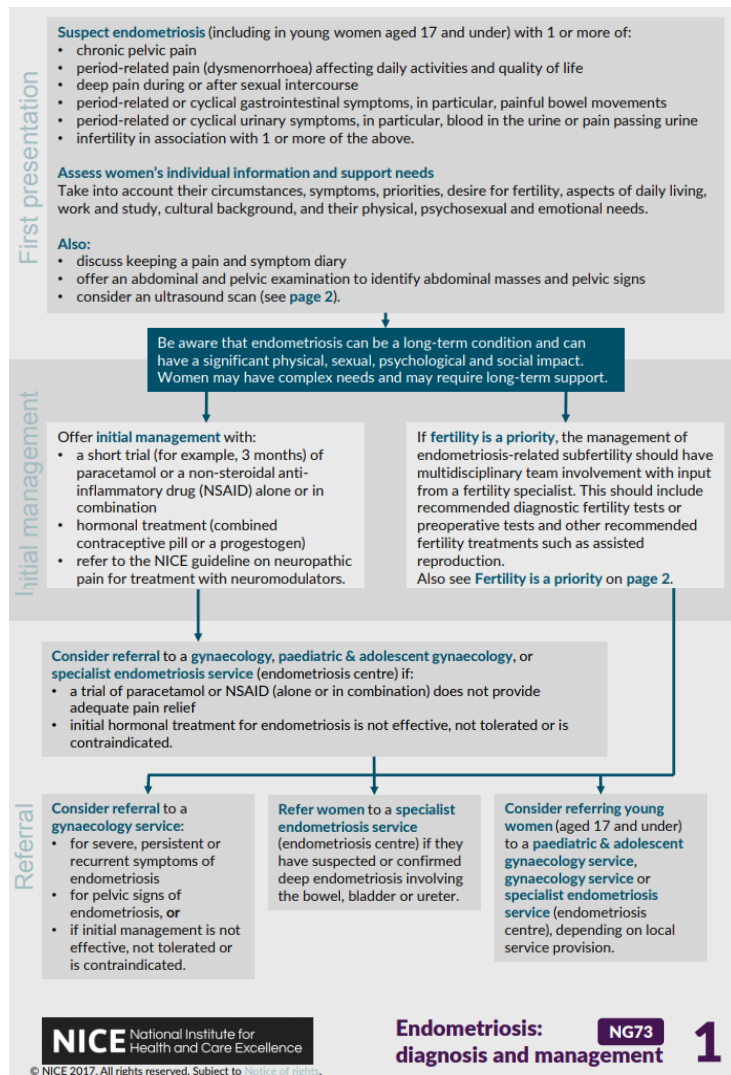 First presentation
Suspect endometriosis (including in young women aged 17 and under) with 1 or more of:
• chronic pelvic pain
• period-related pain (dysmenorrhoea) affecting daily activities and quality of life
• deep pain during or after sexual intercourse
• period-related or cyclical gastrointestinal symptoms, in particular, painful bowel movements
• period-related or cyclical urinary symptoms, in particular, blood in the urine or pain passing urine
• infertility in association with 1 or more of the above.
Assess women's individual information and support needs
Take into account their circumstances, symptoms, priorities, desire for fertility, aspects of daily living,
work and study, cultural background, and their physical, psychosexual and emotional needs.
Also:
• discuss keeping a pain and symptom diary
• offer an abdominal and pelvic examination to identify abdominal masses and pelvic signs
• consider an ultrasound scan (see page 2).
Be aware that endometriosis can be a long-term condition and can
have a significant physical, sexual, psychological and social impact.
Women may have complex needs and may require long-term support.
Initial management
Offer initial management with:
• a short trial (for example, 3 months) of
paracetamol or a non-steroidal anti-
inflammatory drug (NSAID) alone or in
combination
• hormonal treatment (combined
contraceptive pill or a progestogen)
• refer to the NICE guideline on neuropathic
pain for treatment with neuromodulators.
If fertility is a priority, the management of
endometriosis-related subfertility should have
multidisciplinary team involvement with input
from a fertility specialist. This should include
recommended diagnostic fertility tests or
preoperative tests and other recommended
fertility treatments such as assisted
reproduction.
Also see Fertility is a priority on page 2.
Consider referral to a gynaecology, paediatric & adolescent gynaecology, or
specialist endometriosis service (endometriosis centre) if:
• a trial of paracetamol or NSAID (alone or in combination) does not provide
adequate pain relief
• initial hormonal treatment for endometriosis is not effective, not tolerated or is
contraindicated.
Referral
Consider referral to a
gynaecology service:
• for severe, persistent or
recurrent symptoms of
endometriosis
• for pelvic signs of
endometriosis, or
• if initial management is not
effective, not tolerated or
is contraindicated.
Refer women to a specialist
endometriosis service
(endometriosis centre) if they
have suspected or confirmed
deep endometriosis involving
the bowel, bladder or ureter.
Consider referring young
women (aged 17 and under)
to a paediatric & adolescent
gynaecology service,
gynaecology service or
specialist endometriosis
service (endometriosis
centre), depending on local
service provision.
NICE National Institute for
Health and Care Excellence
© NICE 2017. All rights reserved. Subject to Notice of rights.
Endometriosis: NG73
diagnosis and management 1